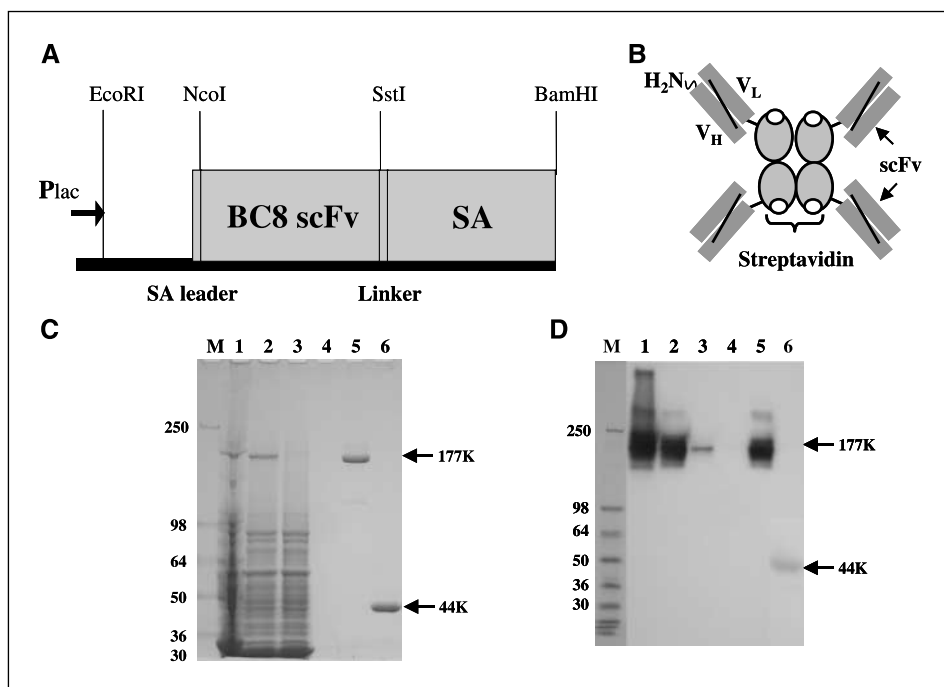 A
EcoRI NcoI SstI BamHI
Plac
BC8 scFv SA
SA leader Linker
B
H2N VL
VH
scFv
Streptavidin
C
M 1 2 3 4 5 6
250
177K
98
64
50
44K
36
30
D
M 1 2 3 4 5 6
250
177K
98
64
50
44K
36
30